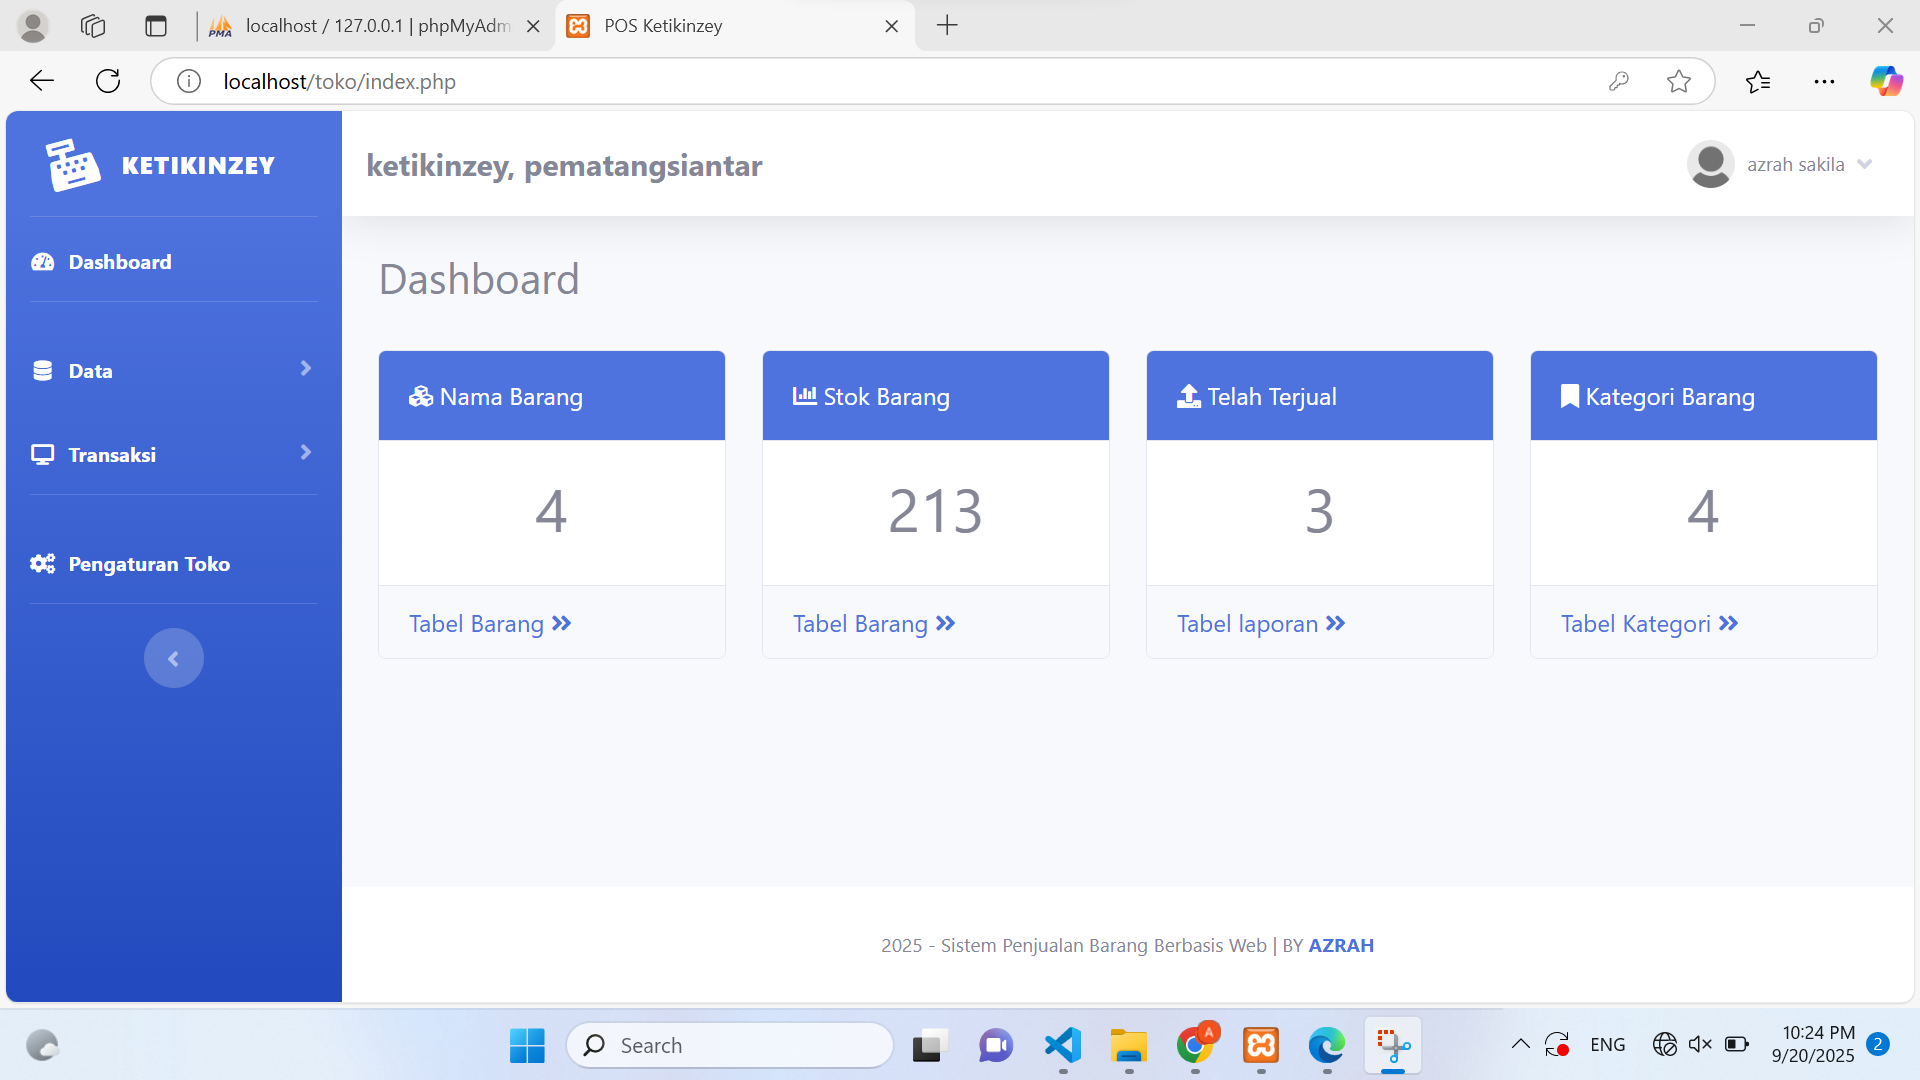 localhost / 127.0.0.1 | phpMyAdm
POS Ketikinzey
localhost/toko/index.php
KETIKINZEY
ketikinzey, pematangsiantar
azrah sakila
Dashboard
Data
Transaksi
Pengaturan Toko
Dashboard
Nama Barang
4
Tabel Barang
Stok Barang
213
Tabel Barang
Telah Terjual
3
Tabel laporan
Kategori Barang
4
Tabel Kategori
2025 - Sistem Penjualan Barang Berbasis Web | BY AZRAH
Search
A
ENG
10:24 PM
9/20/2025
2